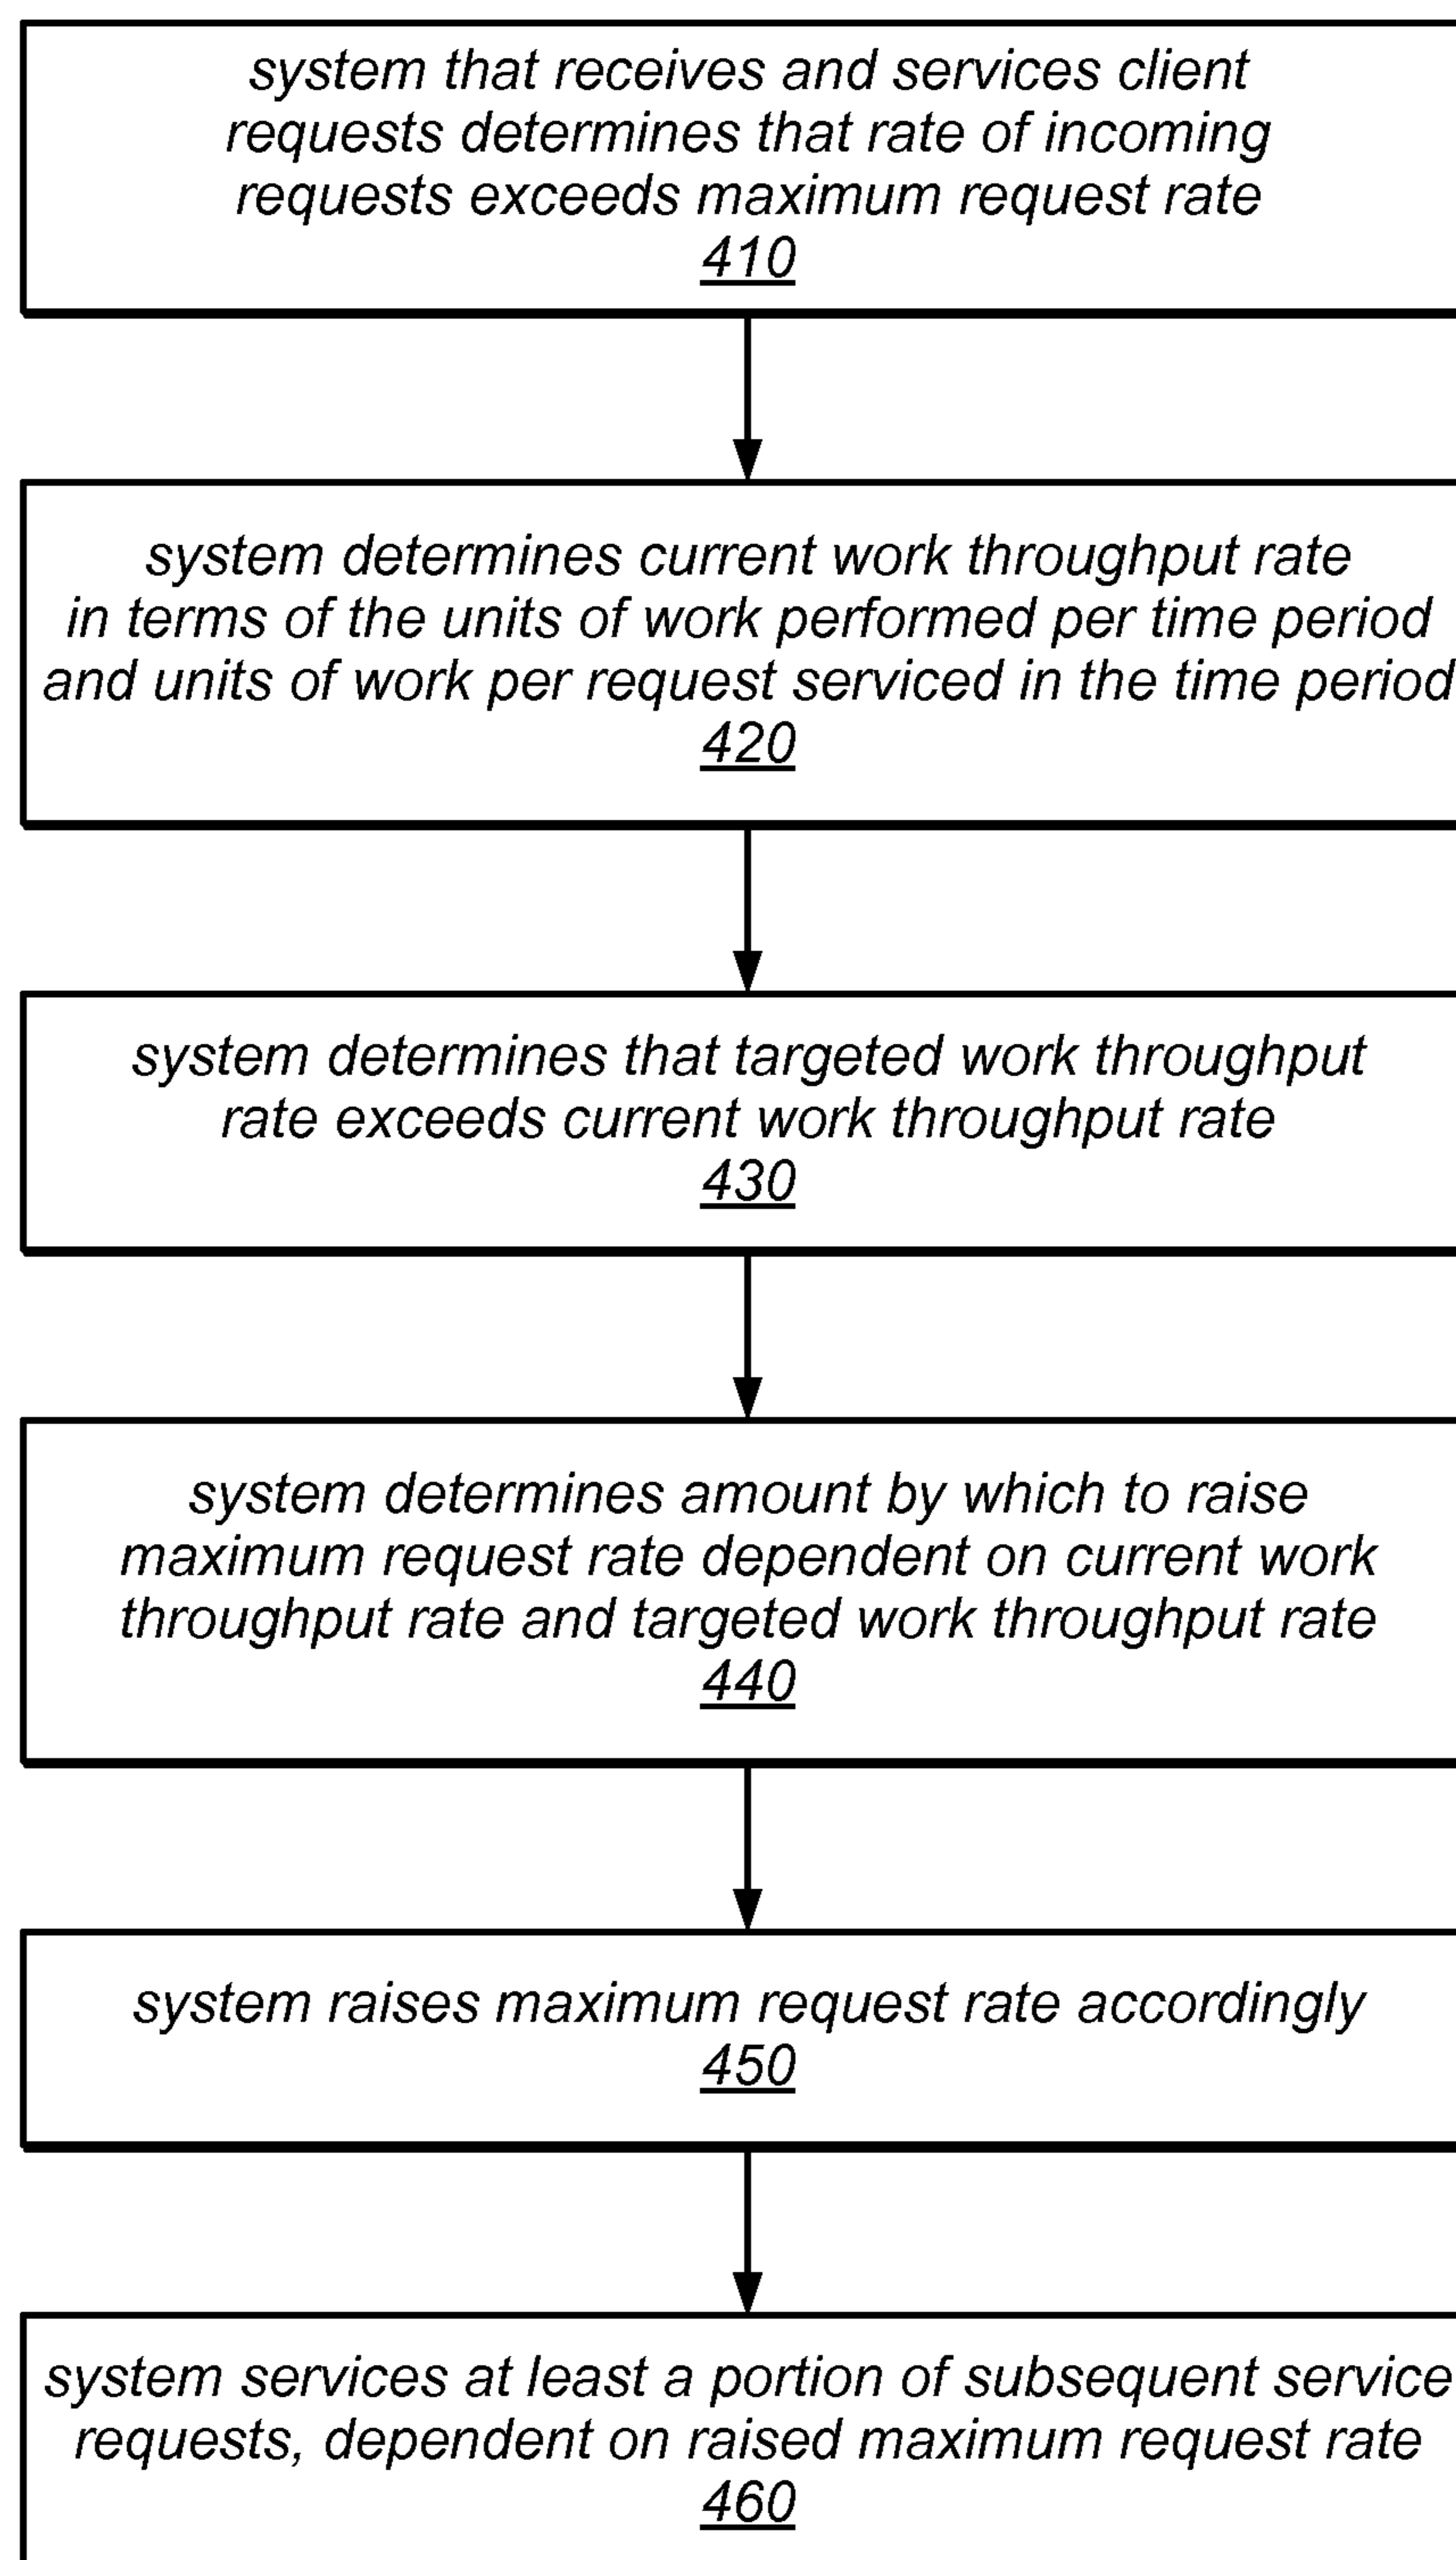 system that receives and services client
requests determines that rate of incoming
requests exceeds maximum request rate
410
system determines current work throughput rate
in terms of the units of work performed per time period
and units of work per request serviced in the time period
420
system determines that targeted work throughput
rate exceeds current work throughput rate
430
system determines amount by which to raise
maximum request rate dependent on current work
throughput rate and targeted work throughput rate
440
system raises maximum request rate accordingly
450
system services at least a portion of subsequent service
requests, dependent on raised maximum request rate
460